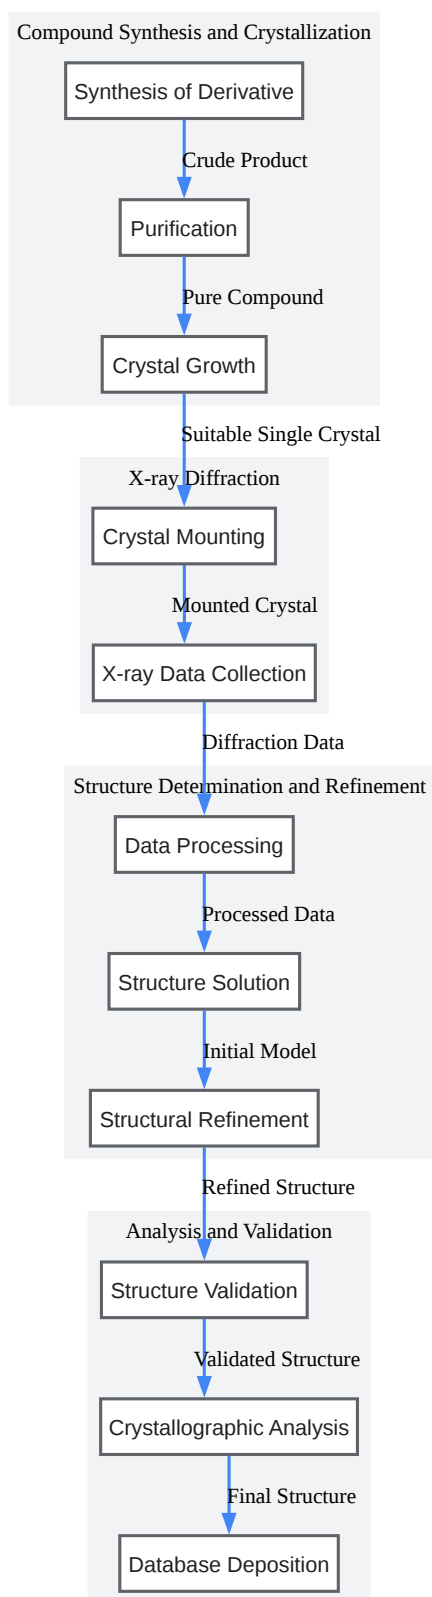 Compound Synthesis and Crystallization
Synthesis of Derivative
Crude Product
Purification
Pure Compound
Crystal Growth
Suitable Single Crystal
X-ray Diffraction
Crystal Mounting
Mounted Crystal
X-ray Data Collection
Diffraction Data
Structure Determination and Refinement
Data Processing
Processed Data
Structure Solution
Initial Model
Structural Refinement
Refined Structure
Analysis and Validation
Structure Validation
Validated Structure
Crystallographic Analysis
Final Structure
Database Deposition